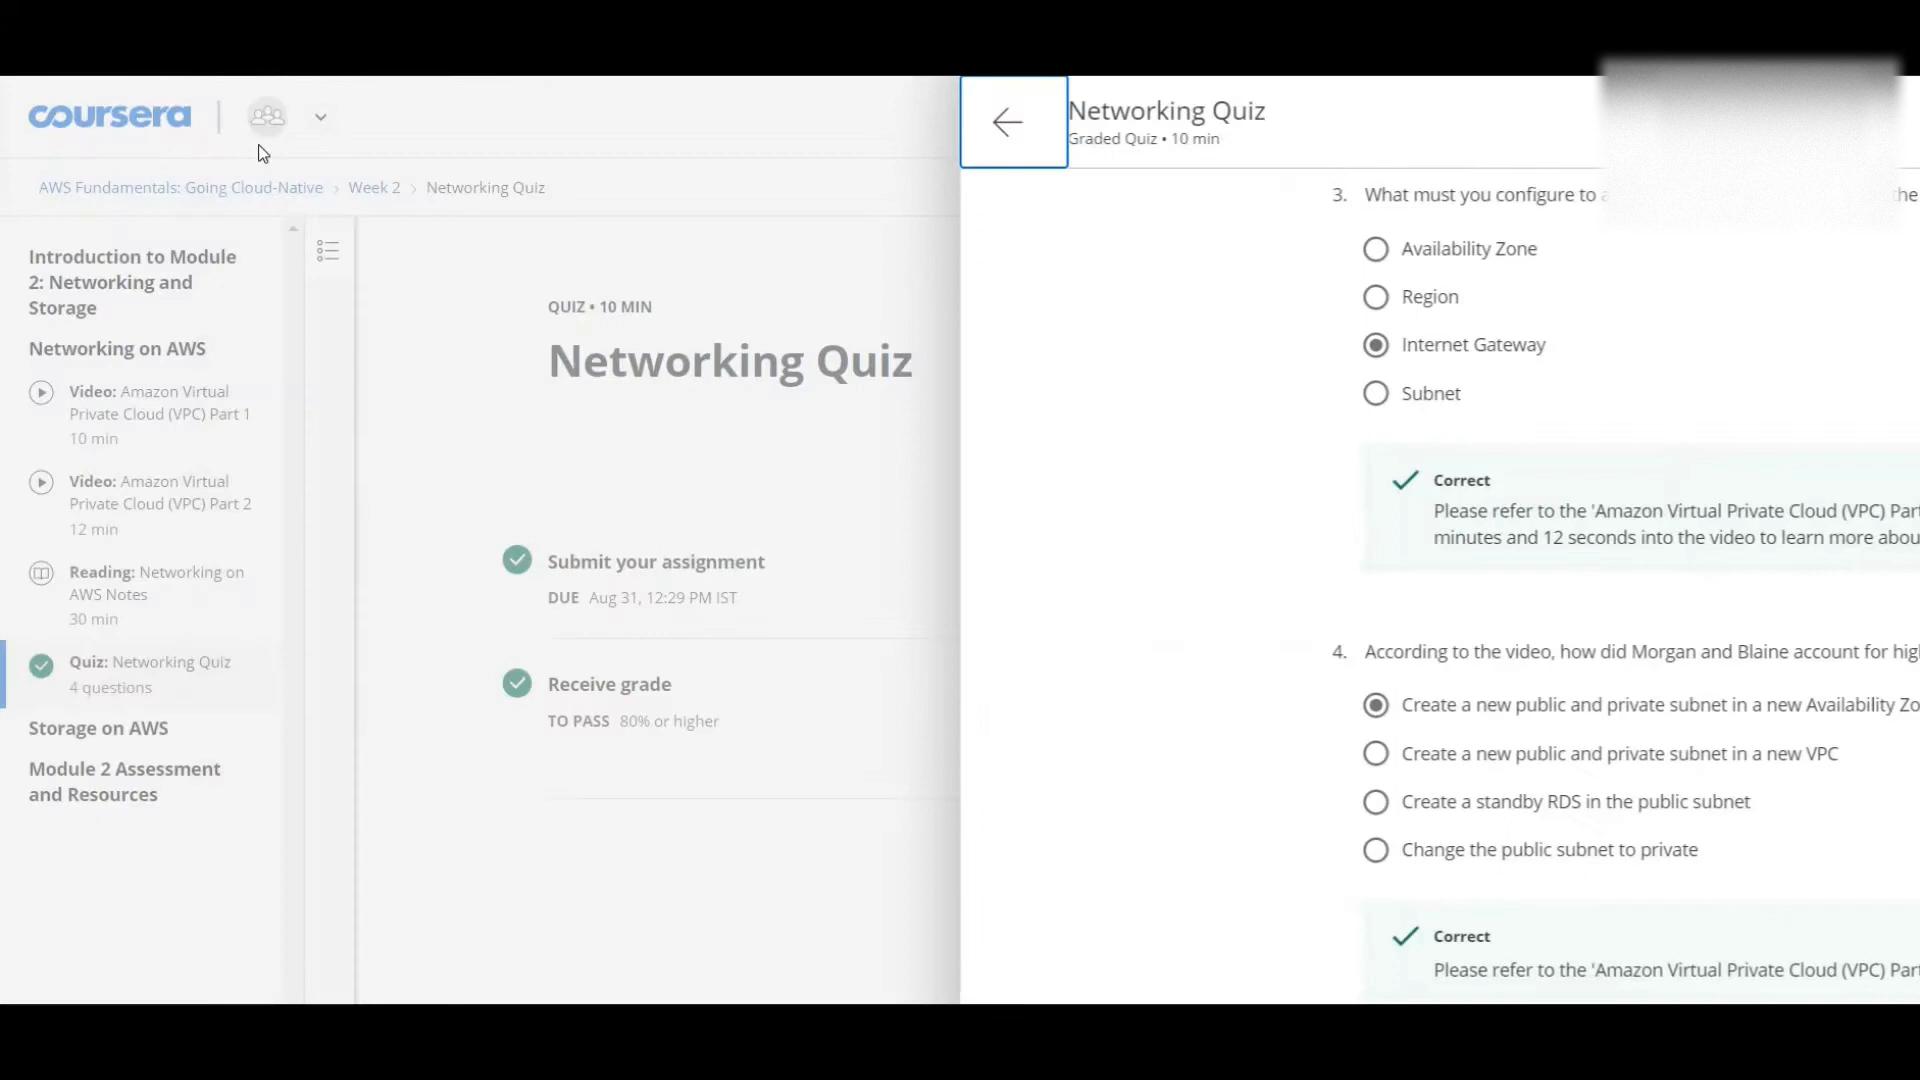 coursera
AWS Fundamentals: Going Cloud-Native > Week 2 > Networking Quiz
Introduction to Module
2: Networking and
Storage
Networking on AWS
Video: Amazon Virtual
Private Cloud (VPC) Part 1
10 min
Video: Amazon Virtual
Private Cloud (VPC) Part 2
12 min
Reading: Networking on
AWS Notes
30 min
Quiz: Networking Quiz
4 questions
Storage on AWS
Module 2 Assessment
and Resources
QUIZ • 10 MIN
Networking Quiz
Submit your assignment
DUE Aug 31, 12:29 PM IST
Receive grade
TO PASS 80% or higher
Networking Quiz
Graded Quiz • 10 min
3. What must you configure to the
Availability Zone
Region
Internet Gateway
Subnet
Correct
Please refer to the 'Amazon Virtual Private Cloud (VPC) Part
minutes and 12 seconds into the video to learn more abou
4. According to the video, how did Morgan and Blaine account for hig
Create a new public and private subnet in a new Availability Zo
Create a new public and private subnet in a new VPC
Create a standby RDS in the public subnet
Change the public subnet to private
Correct
Please refer to the 'Amazon Virtual Private Cloud (VPC) Part